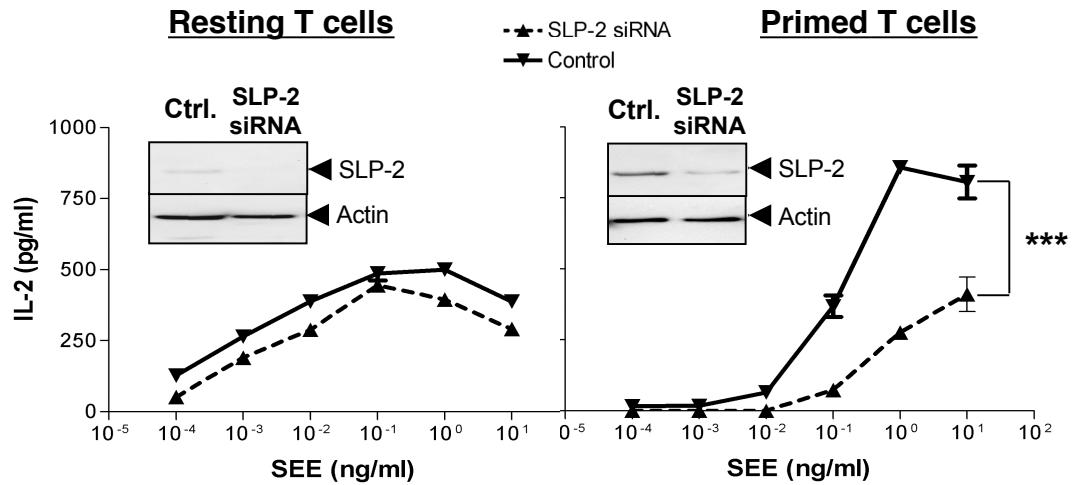 Resting T cells
SLP-2 siRNA
Control
Primed T cells
Ctrl.
SLP-2
siRNA
SLP-2
Actin
Ctrl.
SLP-2
siRNA
SLP-2
Actin
***
IL-2 (pg/ml)
1000
750
500
250
0
10-5 10-4 10-3 10-2 10-1 100 101
SEE (ng/ml)
0-5 10-4 10-3 10-2 10-1 100 101 102
SEE (ng/ml)